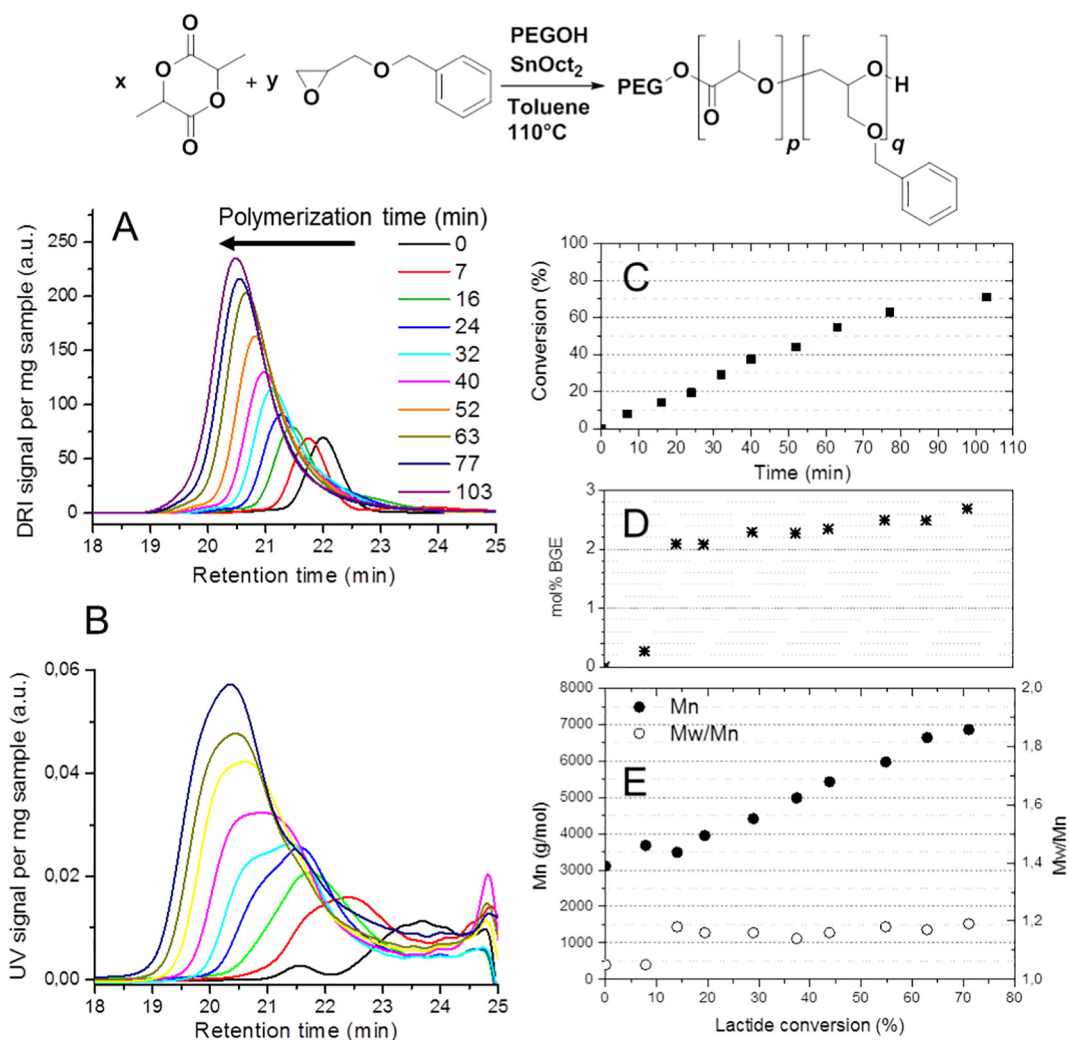 O
O
O
O
x
+ y
O
O
PEGOH
SnOct2
Toluene
110°C
PEG
O
O
O
p
O
H
O
q
A
Polymerization time (min)
0
7
16
24
32
40
52
63
77
103
DRI signal per mg sample (a.u.)
250
200
150
100
50
0
18 19 20 21 22 23 24 25
Retention time (min)
B
UV signal per mg sample (a.u.)
0,06
0,04
0,02
0,00
18 19 20 21 22 23 24 25
Retention time (min)
C
Conversion (%)
100
80
60
40
20
0
0 10 20 30 40 50 60 70 80 90 100 110
Time (min)
D
mol% BGE
3
2
1
0
E
Mn
Mw/Mn
Mn (g/mol)
8000
7000
6000
5000
4000
3000
2000
1000
0
2,0
1,8
1,6
1,4
1,2
1,0
Mw/Mn
0 10 20 30 40 50 60 70 80
Lactide conversion (%)